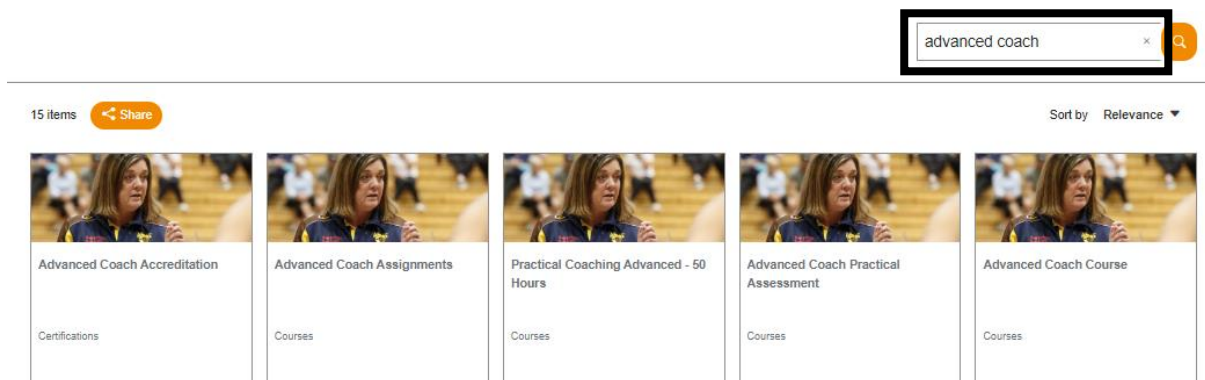 advanced coach ×
15 items Share Sort by Relevance
Advanced Coach Accreditation
Advanced Coach Assignments
Practical Coaching Advanced - 50
Hours
Advanced Coach Practical
Assessment
Advanced Coach Course
Certifications
Courses
Courses
Courses
Courses